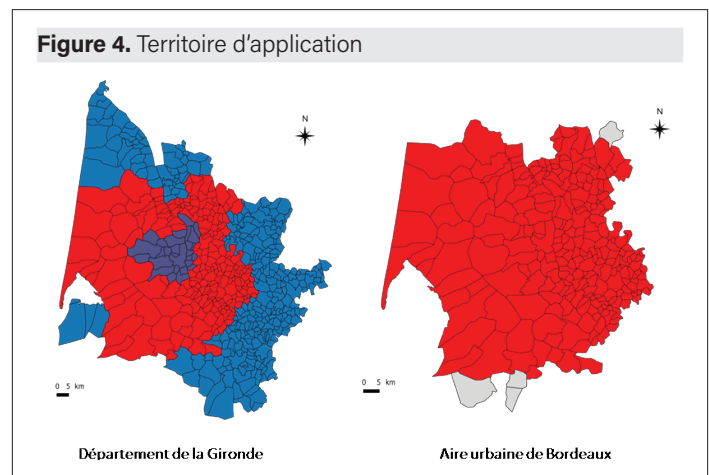 Figure 4. Territoire d'application
N
N
0 5 km
0 5 km
Département de la Gironde
Aire urbaine de Bordeaux